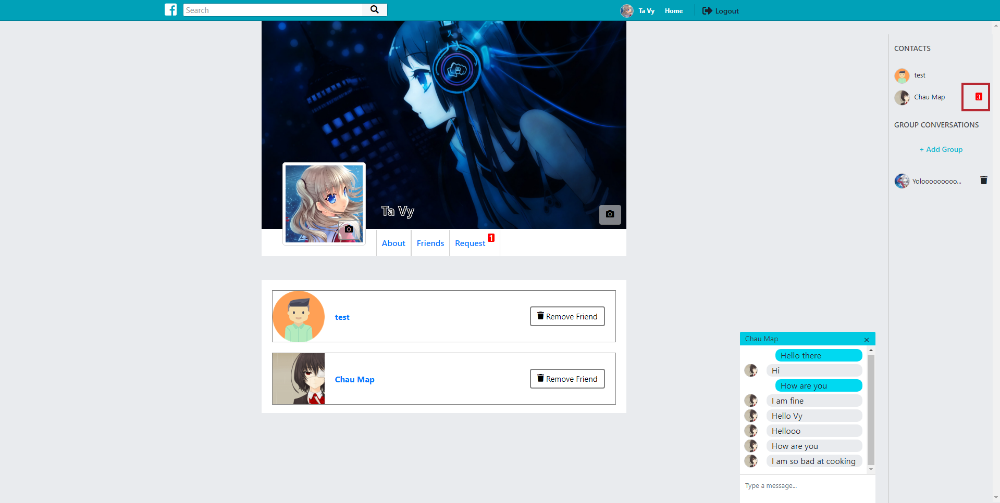 Search
Ta Vy
Home
Logout
CONTACTS
test
Chau Map
3
GROUP CONVERSATIONS
+ Add Group
Yolooooooooo...
Ta Vy
About
Friends
Request
1
test
Remove Friend
Chau Map
Remove Friend
Chau Map
×
Hello there
Hi
How are you
I am fine
Hello Vy
Hellooo
How are you
I am so bad at cooking
Type a message...